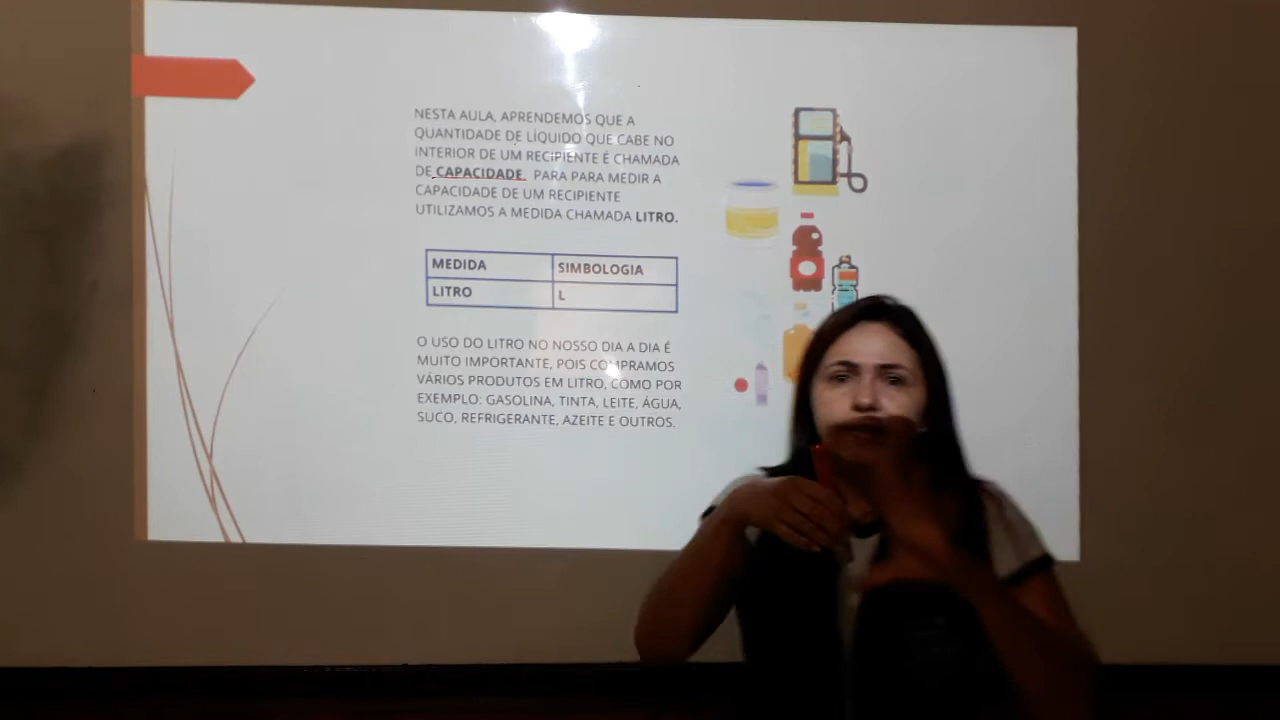 NESTA AULA, APRENDEMOS QUE A
QUANTIDADE DE LÍQUIDO QUE CABE NO
INTERIOR DE UM RECIPIENTE É CHAMADA
DE CAPACIDADE. PARA PARA MEDIR A
CAPACIDADE DE UM RECIPIENTE
UTILIZAMOS A MEDIDA CHAMADA LITRO.
MEDIDA SIMBOLOGIA
LITRO L
O USO DO LITRO NO NOSSO DIA A DIA É
MUITO IMPORTANTE, POIS COMPRAMOS
VÁRIOS PRODUTOS EM LITRO, COMO POR
EXEMPLO: GASOLINA, TINTA, LEITE, ÁGUA,
SUCO, REFRIGERANTE, AZEITE E OUTROS.